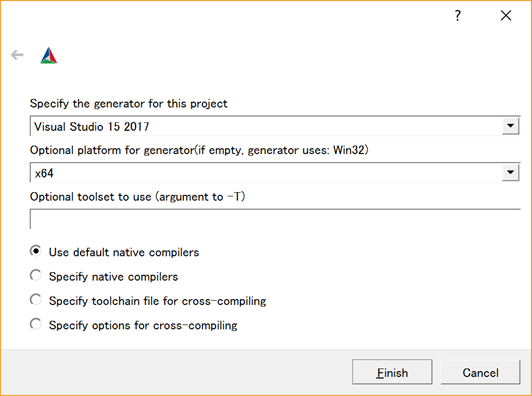 ?
Specify the generator for this project
Visual Studio 15 2017
Optional platform for generator(if empty, generator uses: Win32)
x64
Optional toolset to use (argument to -T)
Use default native compilers
Specify native compilers
Specify toolchain file for cross-compiling
Specify options for cross-compiling
Finish
Cancel